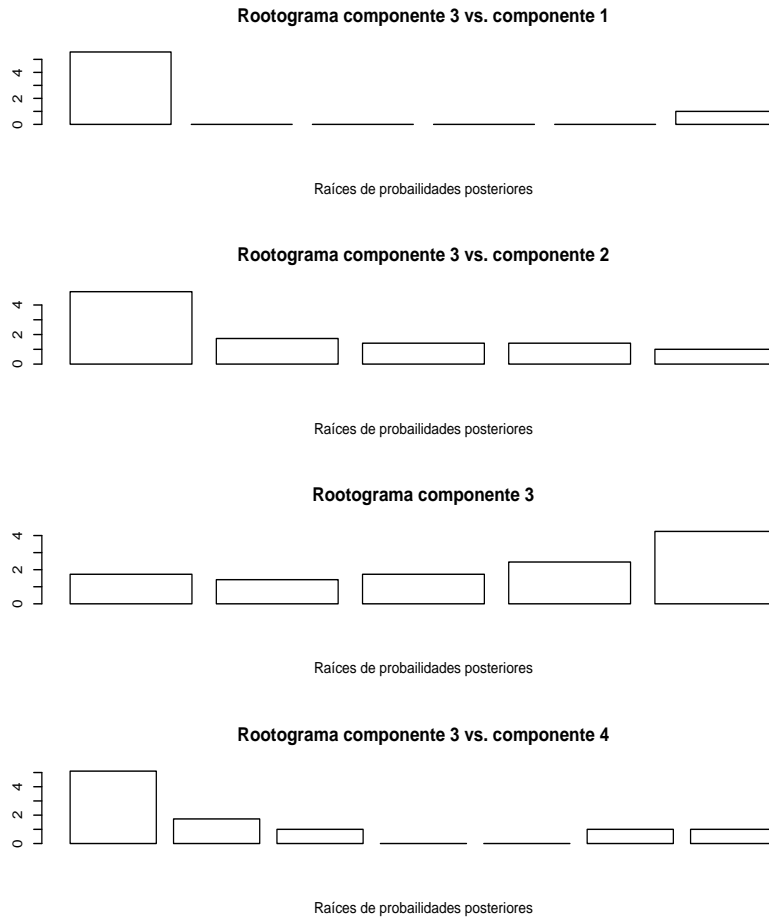 Rootograma componente 3 vs. componente 1
4
2
0
Raíces de probailidades posteriores
Rootograma componente 3 vs. componente 2
4
2
0
Raíces de probailidades posteriores
Rootograma componente 3
4
2
0
Raíces de probailidades posteriores
Rootograma componente 3 vs. componente 4
4
2
0
Raíces de probailidades posteriores